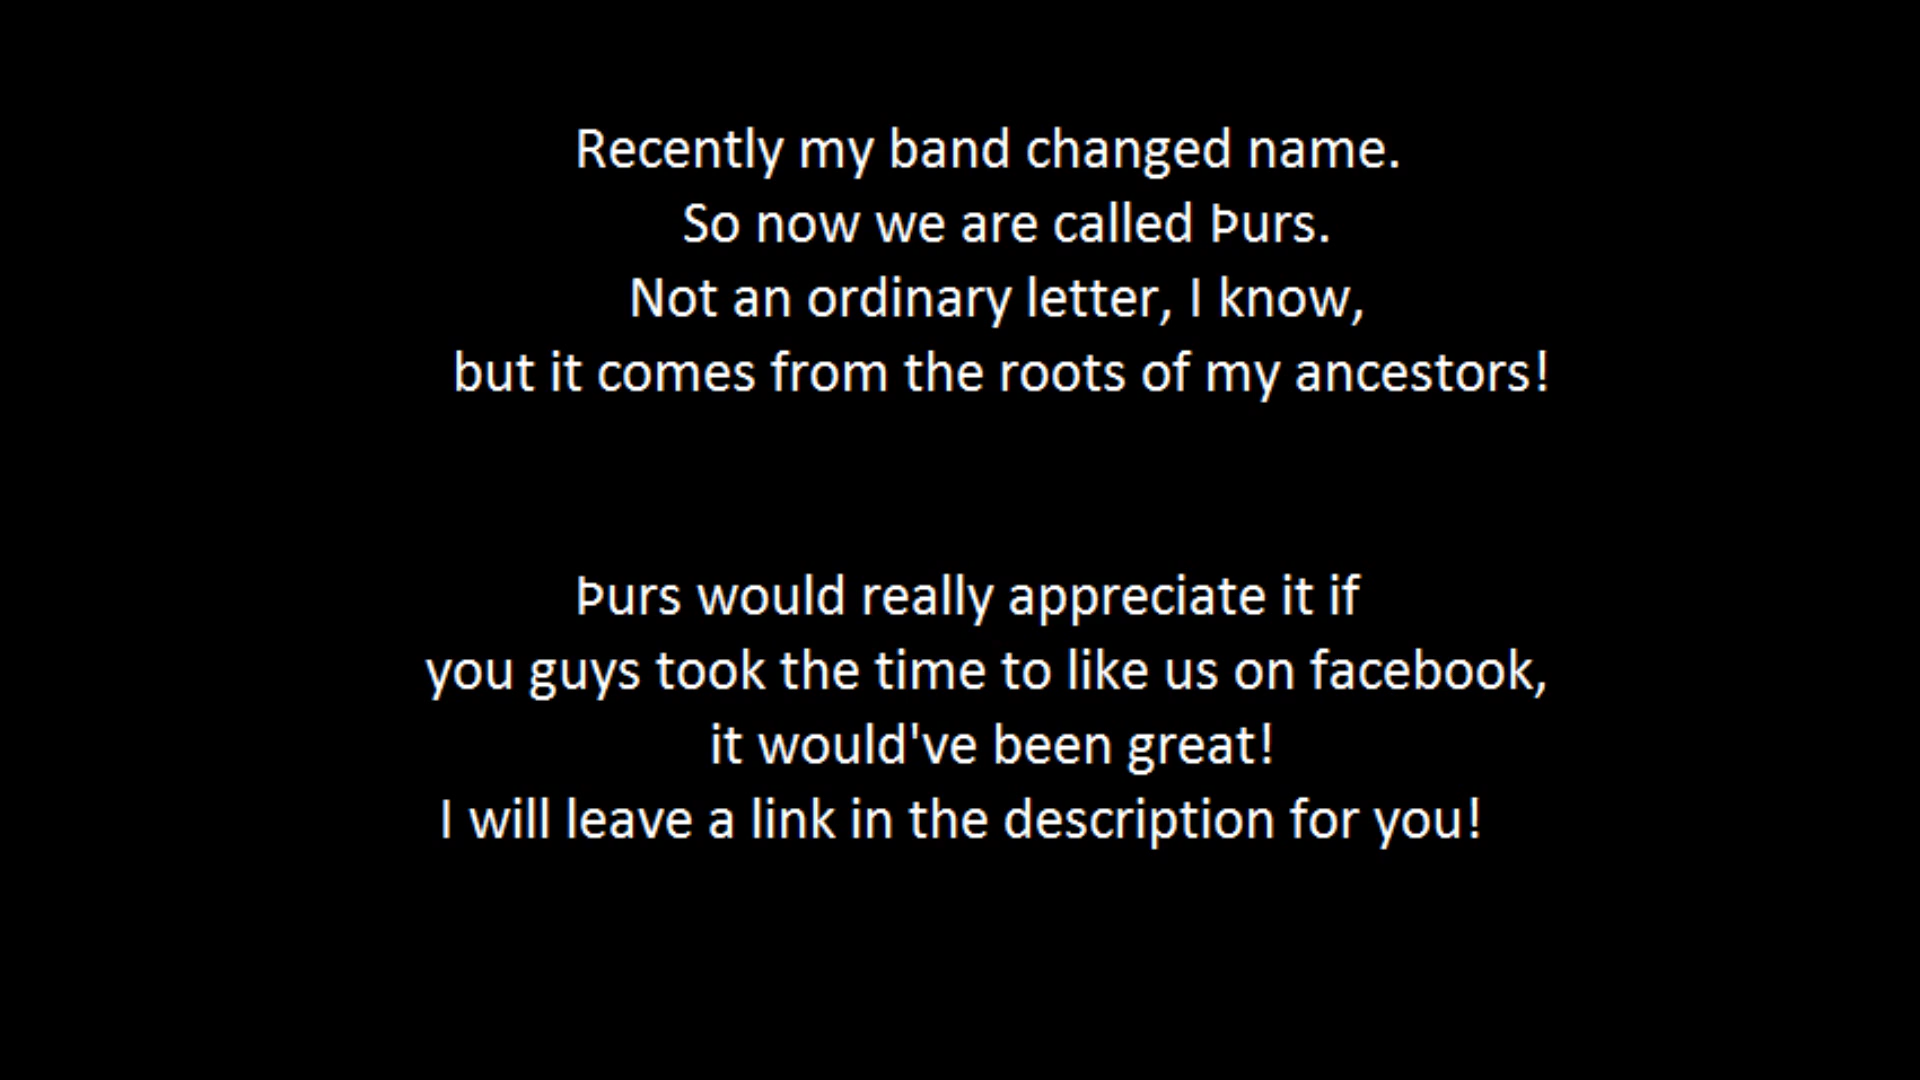 Recently my band changed name.
So now we are called Þurs.
Not an ordinary letter, I know,
but it comes from the roots of my ancestors!
Þurs would really appreciate it if
you guys took the time to like us on facebook,
it would've been great!
I will leave a link in the description for you!